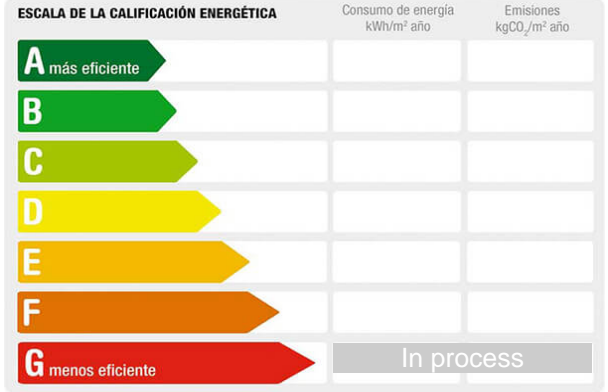 ESCALA DE LA CALIFICACIÓN ENERGÉTICA
Consumo de energía
kWh/m² año
Emisiones
kgCO₂/m² año
A más eficiente
B
C
D
E
F
G menos eficiente
In process